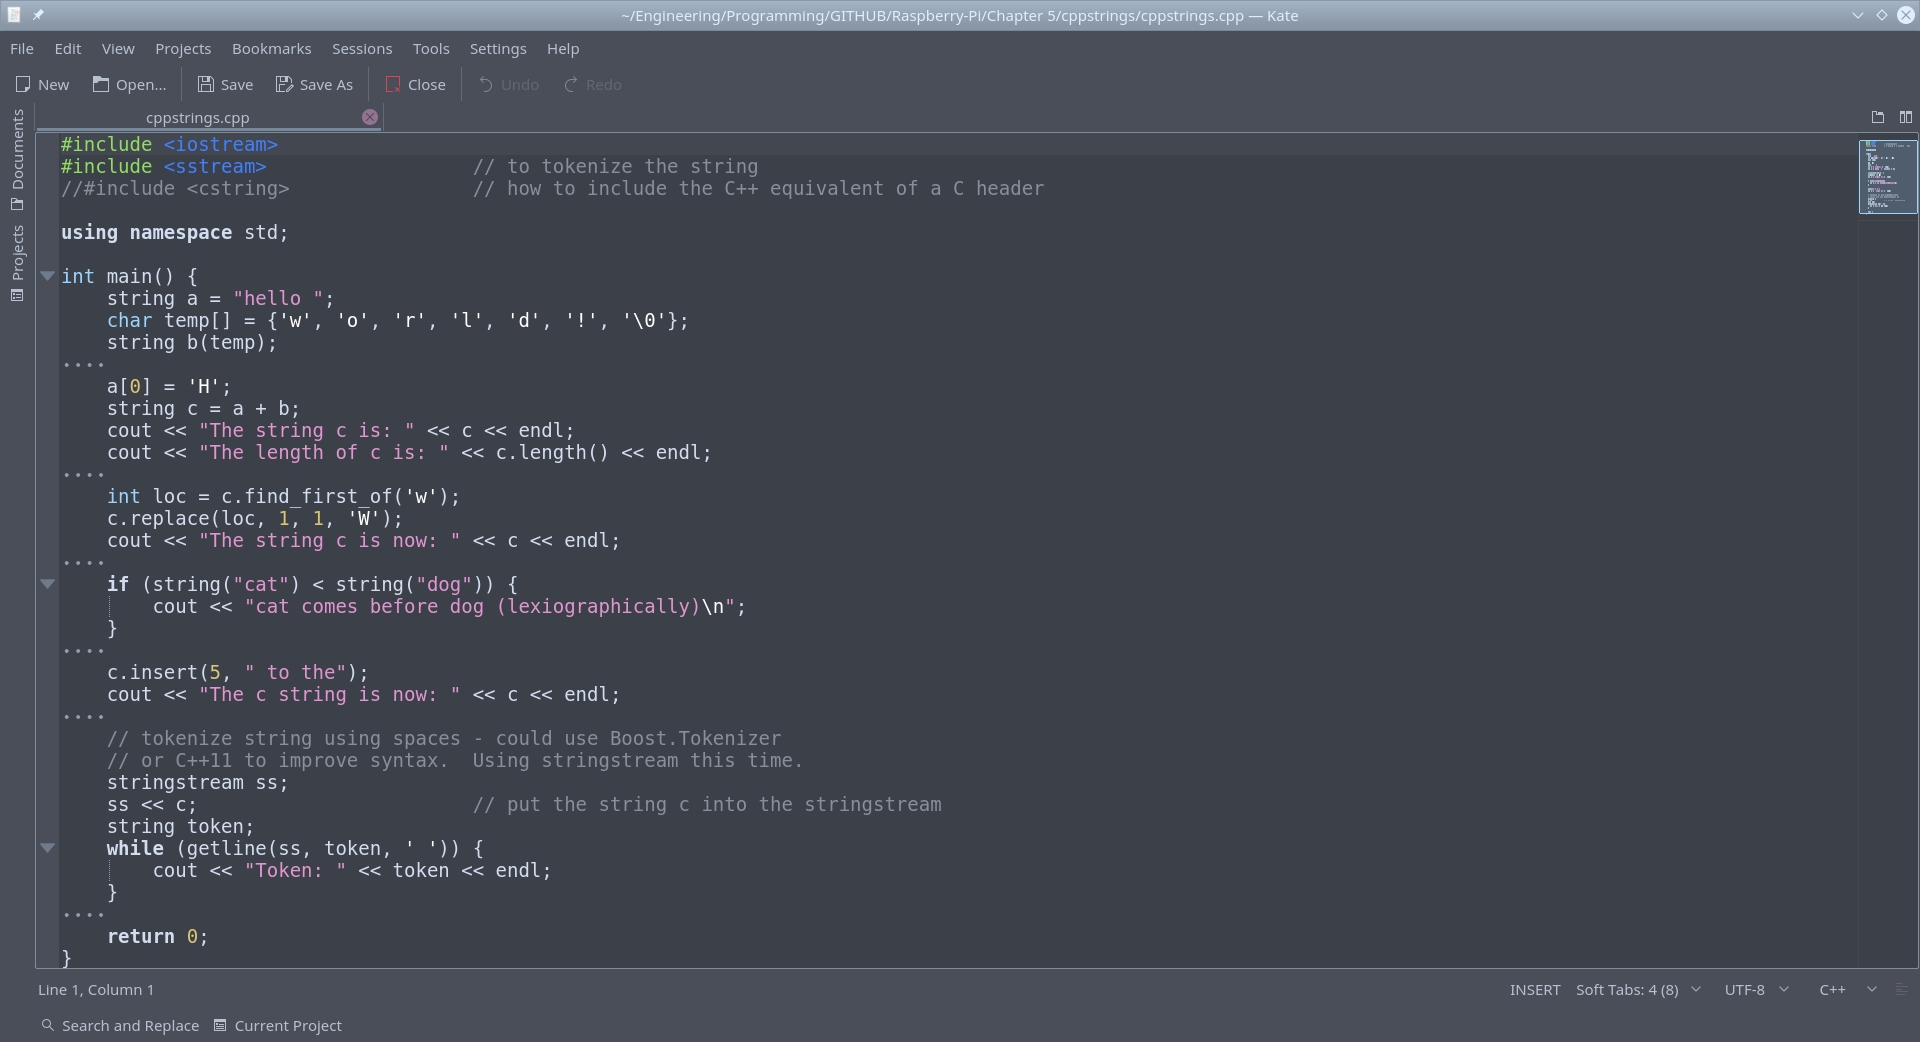 ~/Engineering/Programming/GITHUB/Raspberry-Pi/Chapter 5/cppstrings/cppstrings.cpp — Kate
File Edit View Projects Bookmarks Sessions Tools Settings Help
New Open... Save Save As Close Undo Redo
Documents
Projects
cppstrings.cpp
#include <iostream>
#include <sstream>                  // to tokenize the string
//#include <cstring>                // how to include the C++ equivalent of a C header
using namespace std;
int main() {
    string a = "hello ";
    char temp[] = {'w', 'o', 'r', 'l', 'd', '!', '\0'};
    string b(temp);
    a[0] = 'H';
    string c = a + b;
    cout << "The string c is: " << c << endl;
    cout << "The length of c is: " << c.length() << endl;
    int loc = c.find_first_of('w');
    c.replace(loc, 1, 1, 'W');
    cout << "The string c is now: " << c << endl;
    if (string("cat") < string("dog")) {
        cout << "cat comes before dog (lexiographically)\n";
    }
    c.insert(5, " to the");
    cout << "The c string is now: " << c << endl;
    // tokenize string using spaces - could use Boost.Tokenizer
    // or C++11 to improve syntax.  Using stringstream this time.
    stringstream ss;
    ss << c;                        // put the string c into the stringstream
    string token;
    while (getline(ss, token, ' ')) {
        cout << "Token: " << token << endl;
    }
    return 0;
}
Line 1, Column 1 INSERT Soft Tabs: 4 (8) UTF-8 C++
Search and Replace Current Project